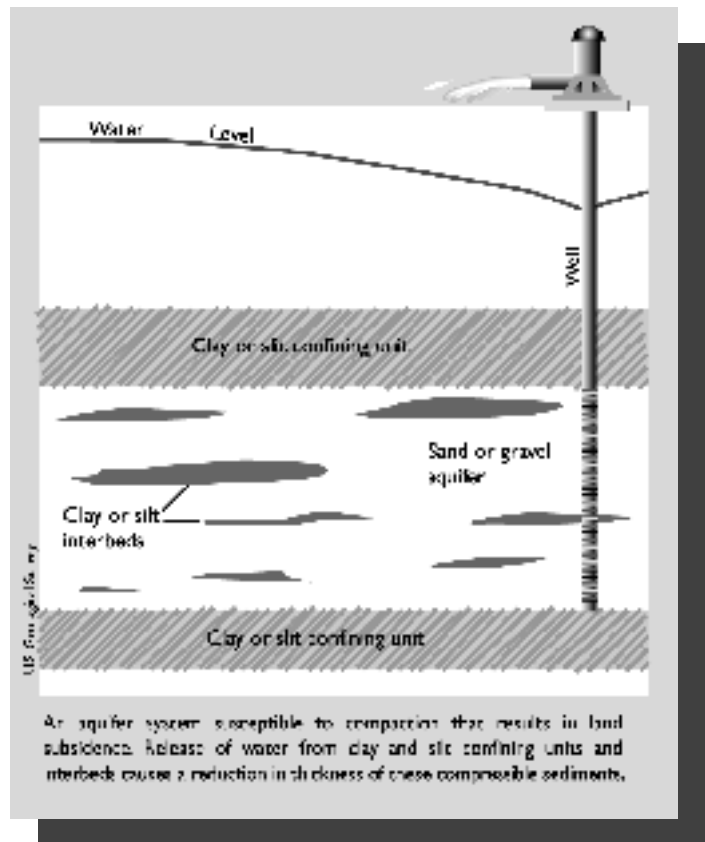 Water Level
Well
Clay or silt confining unit
Sand or gravel
aquifer
Clay or silt
interbeds
U.S. Geological Survey
Clay or silt confining unit
An aquifer system susceptible to compaction that results in land
subsidence. Release of water from clay and silt confining units and
interbeds causes a reduction in thickness of these compressible sediments.